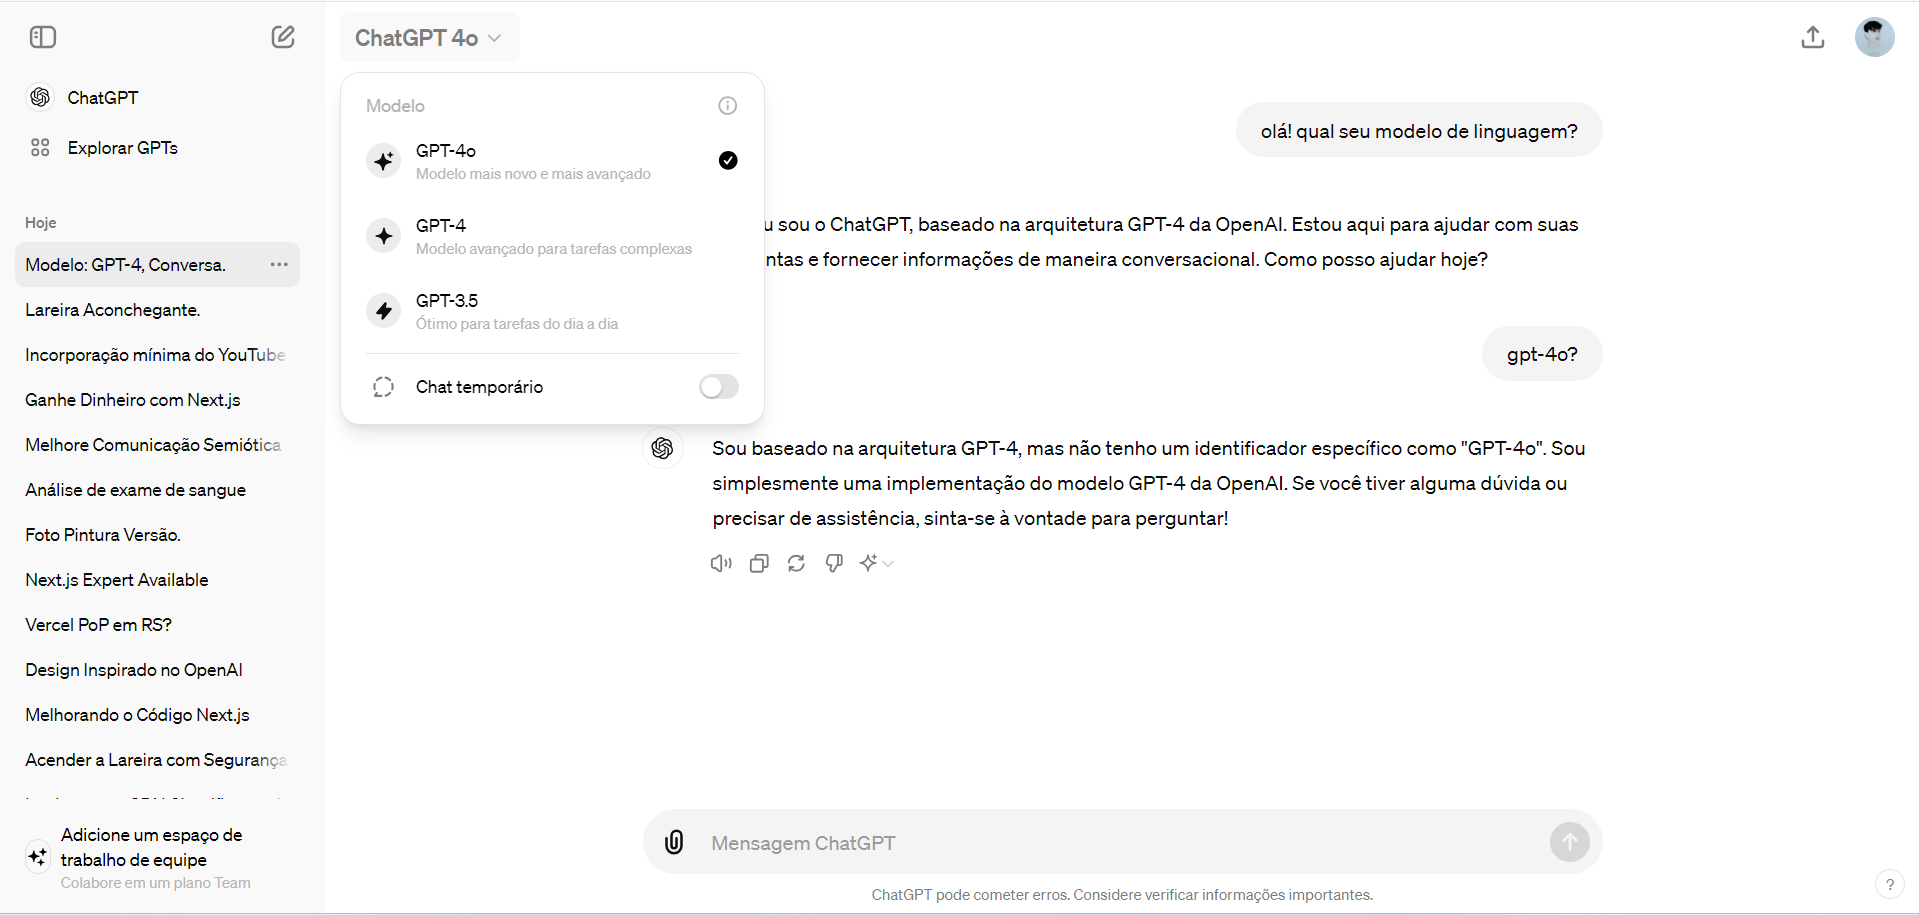 ChatGPT
Explorar GPTs
Hoje
Modelo: GPT-4, Conversa.
Lareira Aconchegante.
Incorporação mínima do YouTube
Ganhe Dinheiro com Next.js
Melhore Comunicação Semiótica
Análise de exame de sangue
Foto Pintura Versão.
Next.js Expert Available
Vercel PoP em RS?
Design Inspirado no OpenAI
Melhorando o Código Next.js
Acender a Lareira com Segurança
Adicione um espaço de
trabalho de equipe
Colabore em um plano Team
ChatGPT 4o
Modelo
GPT-4o
Modelo mais novo e mais avançado
GPT-4
Modelo avançado para tarefas complexas
GPT-3.5
Ótimo para tarefas do dia a dia
Chat temporário
olá! qual seu modelo de linguagem?
sou o ChatGPT, baseado na arquitetura GPT-4 da OpenAI. Estou aqui para ajudar com suas
e fornecer informações de maneira conversacional. Como posso ajudar hoje?
gpt-4o?
Sou baseado na arquitetura GPT-4, mas não tenho um identificador específico como "GPT-4o". Sou
simplesmente uma implementação do modelo GPT-4 da OpenAI. Se você tiver alguma dúvida ou
precisar de assistência, sinta-se à vontade para perguntar!
Mensagem ChatGPT
ChatGPT pode cometer erros. Considere verificar informações importantes.
?